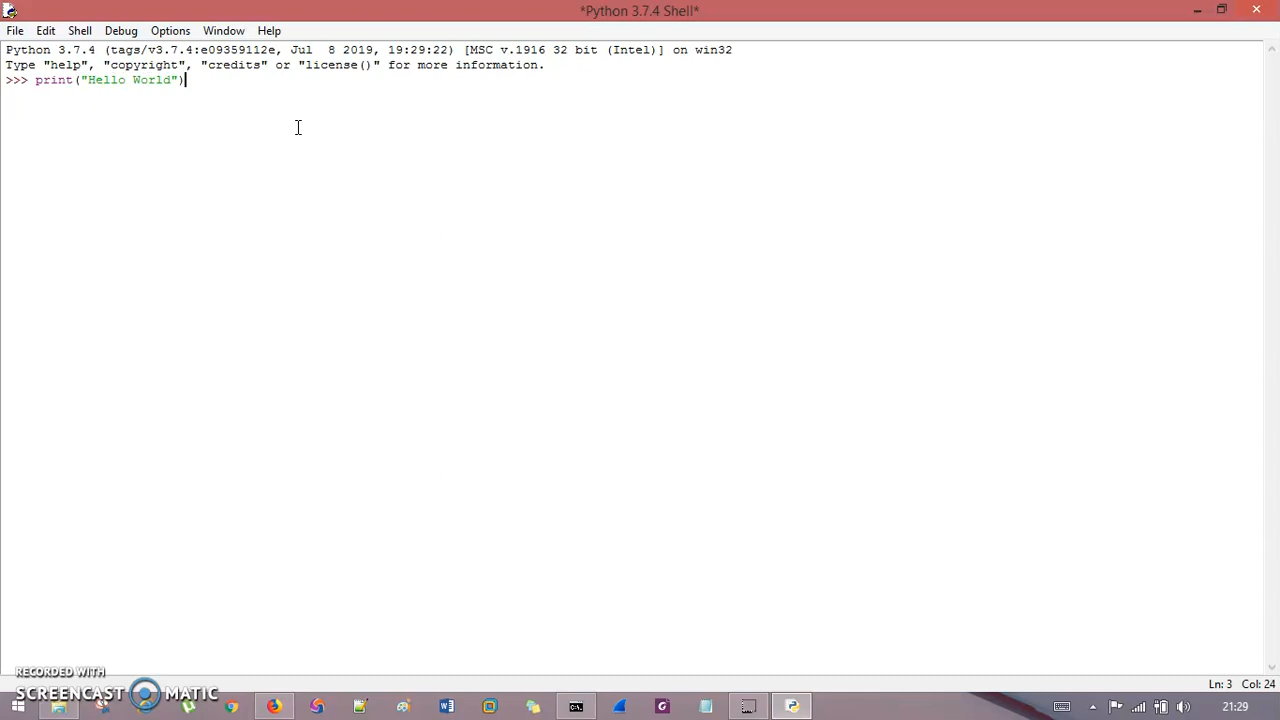 *Python 3.7.4 Shell*
File Edit Shell Debug Options Window Help
Python 3.7.4 (tags/v3.7.4:e09359112e, Jul  8 2019, 19:29:22) [MSC v.1916 32 bit (Intel)] on win32
Type "help", "copyright", "credits" or "license()" for more information.
>>> print("Hello World")
Ln: 3 Col: 24
RECORDED WITH
SCREENCAST MATIC
21:29